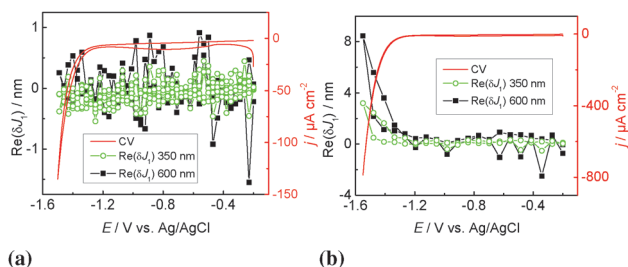 1
0
-1
Re(δJ₁) / nm
CV
Re(δJ₁) 350 nm
Re(δJ₁) 600 nm
0
-50
-100
-150
j / µA cm⁻²
-1.6 -1.2 -0.8 -0.4
E / V vs. Ag/AgCl
(a)
8
4
0
-4
Re(δJ₁) / nm
CV
Re(δJ₁) 350 nm
Re(δJ₁) 600 nm
0
-400
-800
j / µA cm⁻²
-1.6 -1.2 -0.8 -0.4
E / V vs. Ag/AgCl
(b)